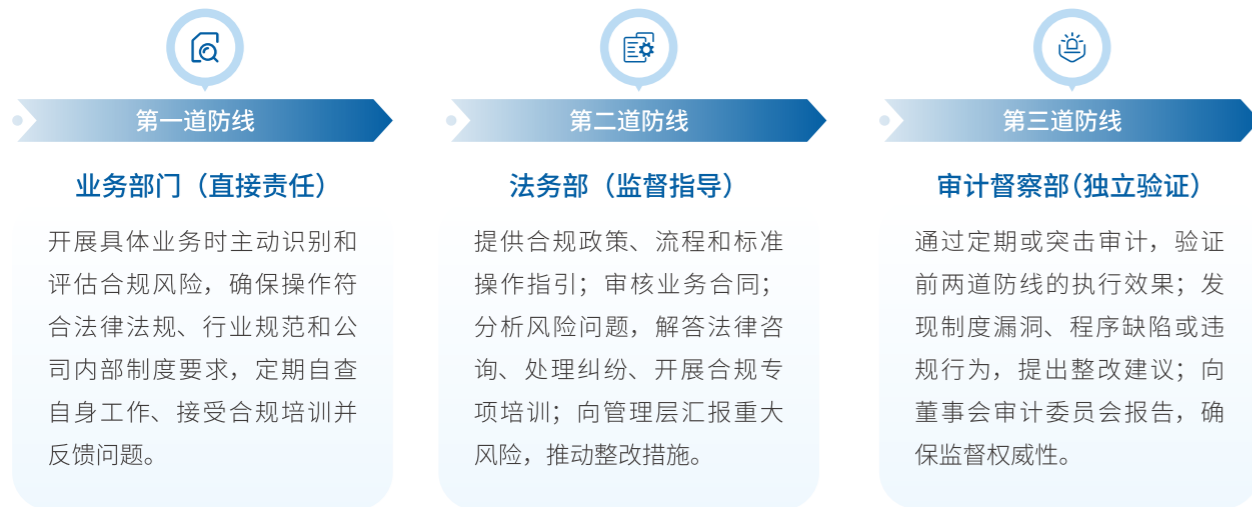 第一道防线
业务部门（直接责任）
开展具体业务时主动识别和
评估合规风险，确保操作符
合法律法规、行业规范和公
司内部制度要求，定期自查
自身工作、接受合规培训并
反馈问题。
第二道防线
法务部（监督指导）
提供合规政策、流程和标准
操作指引；审核业务合同；
分析风险问题，解答法律咨
询、处理纠纷、开展合规专
项培训；向管理层汇报重大
风险，推动整改措施。
第三道防线
审计督察部（独立验证）
通过定期或突击审计，验证
前两道防线的执行效果；发
现制度漏洞、程序缺陷或违
规行为，提出整改建议；向
董事会审计委员会报告，确
保监督权威性。